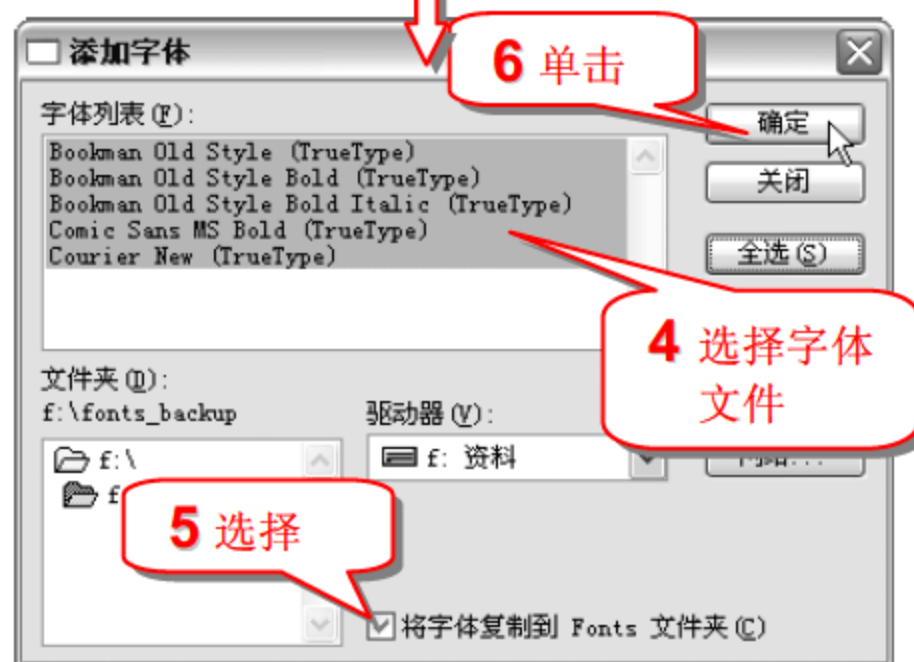 添加字体
6 单击
字体列表(F):
确定
Bookman Old Style (TrueType)
Bookman Old Style Bold (TrueType)
Bookman Old Style Bold Italic (TrueType)
Comic Sans MS Bold (TrueType)
Courier New (TrueType)
关闭
全选(S)
4 选择字体
文件
文件夹(D):
f:\fonts_backup
驱动器(V):
f:\
f: 资料
f
5 选择
将字体复制到 Fonts 文件夹(C)